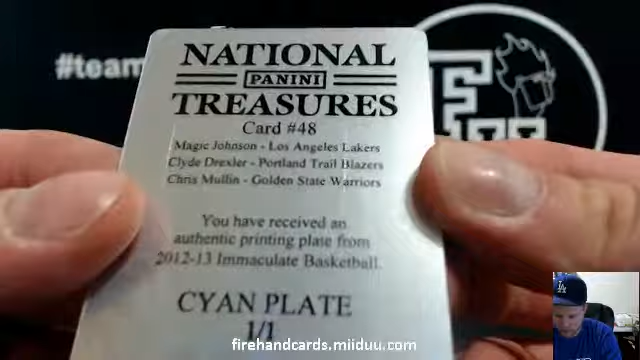 #team
NATIONAL
PANINI
TREASURES
Card #48
Magic Johnson - Los Angeles Lakers
Clyde Drexler - Portland Trail Blazers
Chris Mullin - Golden State Warriors
You have received an
authentic printing plate from
2012-13 Immaculate Basketball.
CYAN PLATE
1/1
firehandcards.miiduu.com
LA